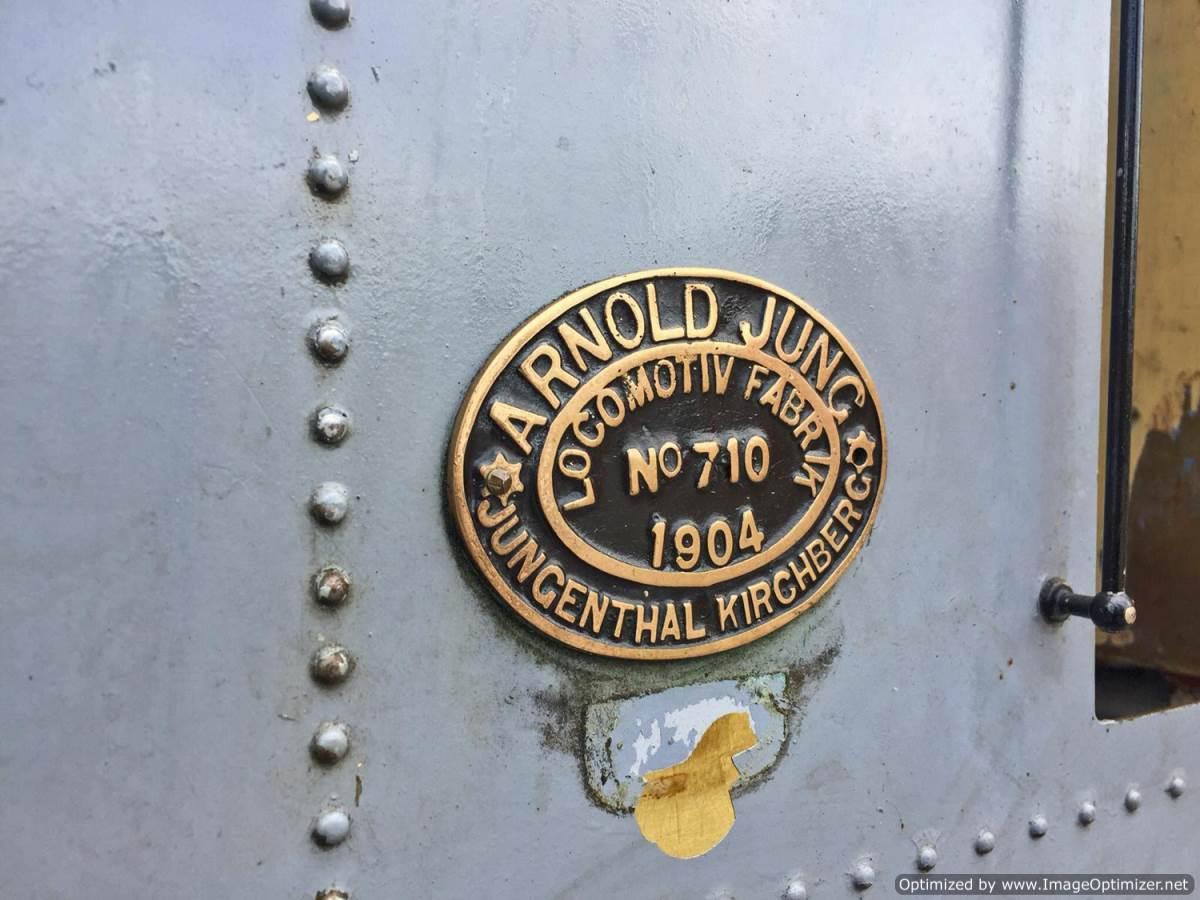 ARNOLD JUNG
LOCOMOTIV FABRIK
No 710
1904
JUNGENTHAL KIRCHBERG
Optimized by www.ImageOptimizer.net